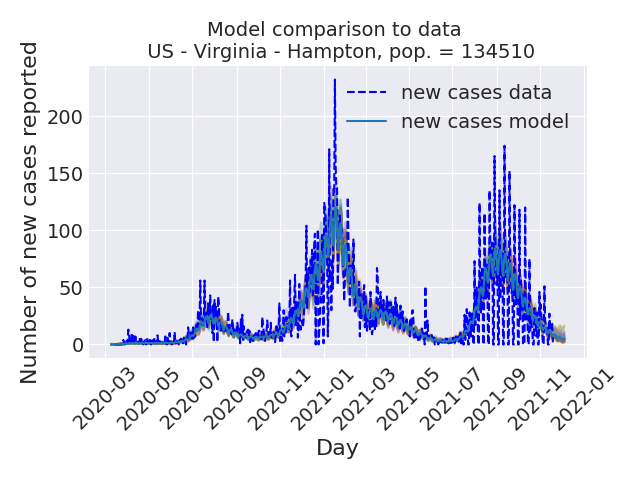 Model comparison to data
US - Virginia - Hampton, pop. = 134510
Number of new cases reported
200
150
100
50
0
new cases data
new cases model
2020-03
2020-05
2020-07
2020-09
2020-11
2021-01
2021-03
2021-05
2021-07
2021-09
2021-11
2022-01
Day